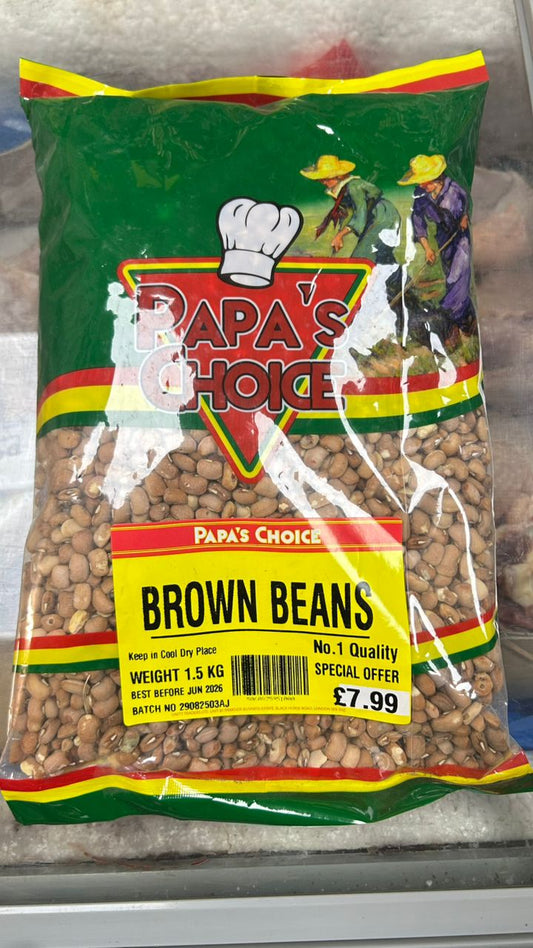 PAPA'S
CHOICE
PAPA'S CHOICE
BROWN BEANS
Keep in Cool Dry Place
No.1 Quality
WEIGHT 1.5 KG
SPECIAL OFFER
BEST BEFORE JUN 2026
£7.99
BATCH NO 29082503AJ